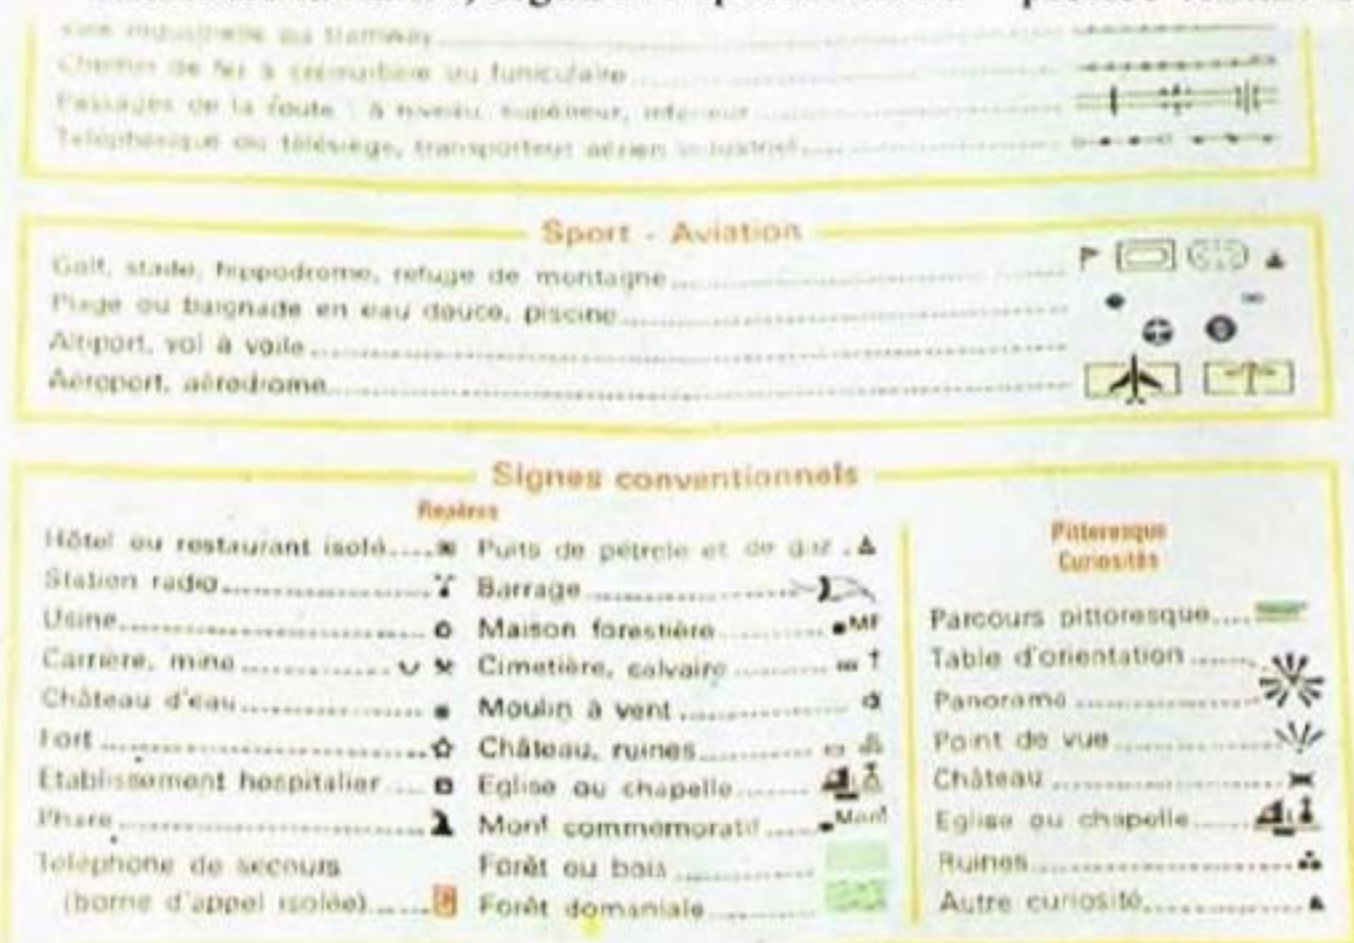 Voie industrielle ou tramway
Chemin de fer à crémaillère ou funiculaire
Passages de la route : à niveau, supérieur, inférieur
Téléphérique ou télésiège, transporteur aérien industriel
Sport - Aviation
Golf, stade, hippodrome, refuge de montagne
Plage ou baignade en eau douce, piscine
Altiport, vol à voile
Aéroport, aérodrome
Signes conventionnels
Repères
Hôtel ou restaurant isolé
Station radio
Usine
Carrière, mine
Château d'eau
Fort
Etablissement hospitalier
Phare
Téléphone de secours
(borne d'appel isolée)
Puits de pétrole et de gaz
Barrage
Maison forestière MF
Cimetière, calvaire
Moulin à vent
Château, ruines
Eglise ou chapelle
Mont commémoratif Mont
Forêt ou bois
Forêt domaniale
Pittoresque
Curiosités
Parcours pittoresque
Table d'orientation
Panorama
Point de vue
Château
Eglise ou chapelle
Ruines
Autre curiosité